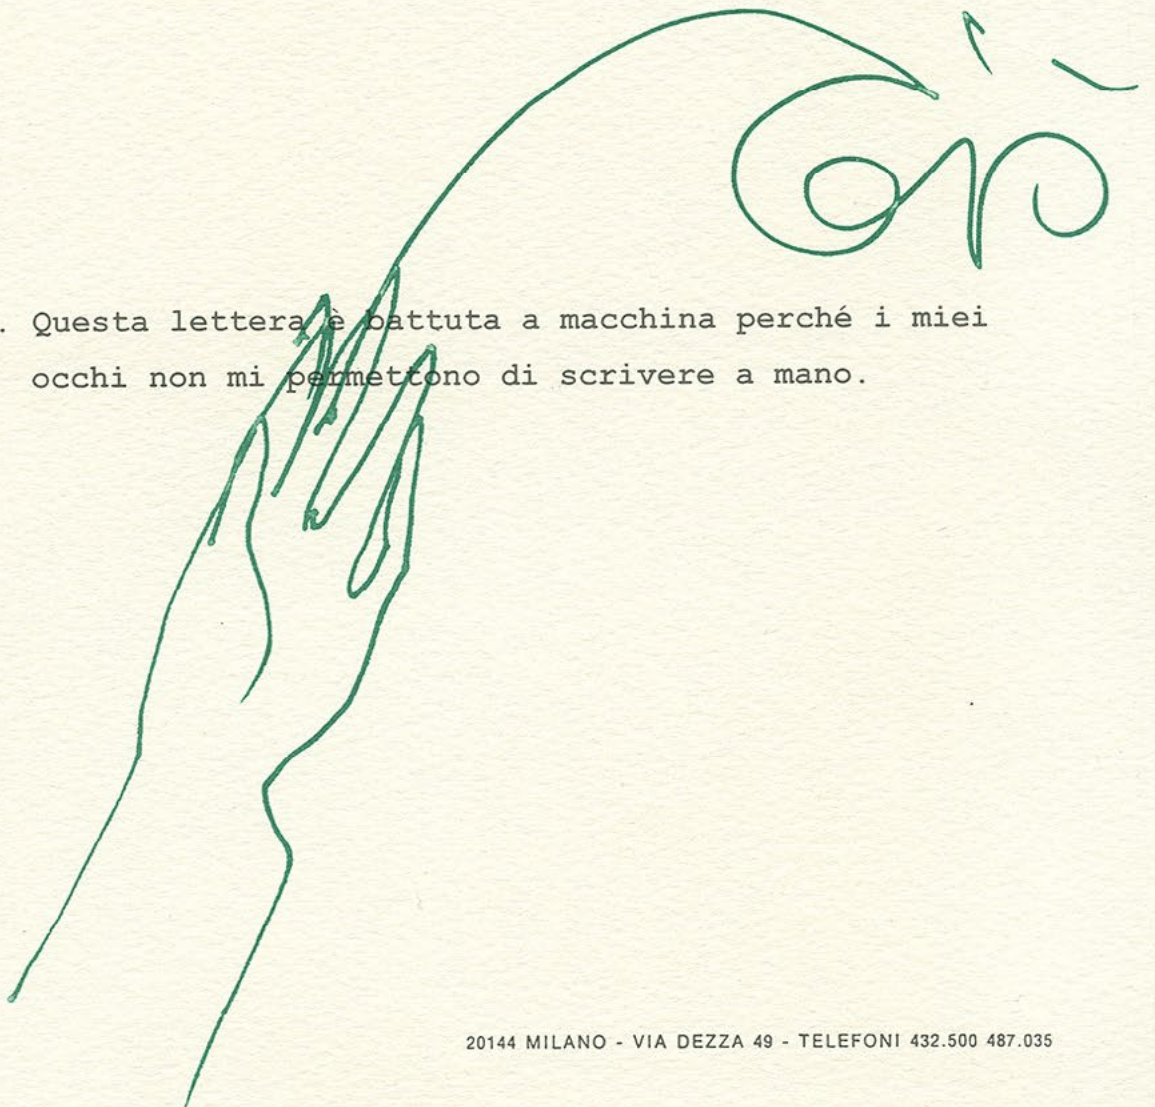 . Questa lettera è battuta a macchina perché i miei
occhi non mi permettono di scrivere a mano.
20144 MILANO - VIA DEZZA 49 - TELEFONI 432.500 487.035